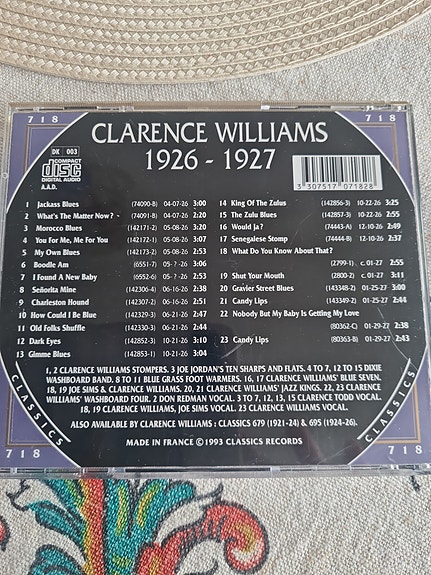 718 718
CLARENCE WILLIAMS
1926 - 1927
DK 003
COMPACT
disc
DIGITAL AUDIO
A.A.D.
3 307517 071828
1 Jackass Blues (74090-B) 04-07-26 3:00
2 What's The Matter Now? - (74091-B) 04-07-26 2:20
3 Morocco Blues (142171-2) 05-08-26 3:20
4 You For Me, Me For You (142172-1) 05-08-26 2:51
5 My Own Blues (142173-2) 05-08-26 2:55
6 Boodle Am (6551-7) 05- ?-26 3:06
7 I Found A New Baby (6552-6) 05- ? -26 2:53
8 Señorita Mine (142306-4) 06-16-26 2:38
9 Charleston Hound (142307-2) 06-16-26 2:51
10 How Could I Be Blue (142329-3) 06-21-26 2:47
11 Old Folks Shuffle (142330-3) 06-21-26 2:44
12 Dark Eyes (142852-1) 10-21-26 3:10
13 Gimme Blues (142853-1) 10-21-26 3:04
14 King Of The Zulus (142856-3) 10-22-26 3:25
15 The Zulu Blues (142857-3) 10-22-26 2:55
16 Would Ja? (74443-A) 10-12-26 2:49
17 Senegalese Stomp (74444-B) 12-10-26 2:37
18 What Do You Know About That?
(2799-1) c. 01-27 2:55
19 Shut Your Mouth (2800-2) c. 01-27 3:11
20 Gravier Street Blues (143348-2) 01-25-27 3:00
21 Candy Lips (143349-2) 01-25-27 2:44
22 Nobody But My Baby Is Getting My Love
(80362-C) 01-29-27 2:38
23 Candy Lips (80363-B) 01-29-27 2:43
1, 2 CLARENCE WILLIAMS STOMPERS. 3 JOE JORDAN'S TEN SHARPS AND FLATS. 4 TO 7, 12 TO 15 DIXIE
WASHBOARD BAND. 8 TO 11 BLUE GRASS FOOT WARMERS. 16, 17 CLARENCE WILLIAMS' BLUE SEVEN.
18, 19 JOE SIMS & CLARENCE WILLIAMS. 20, 21 CLARENCE WILLIAMS' JAZZ KINGS. 22, 23 CLARENCE
WILLIAMS' WASHBOARD FOUR. 2 DON REDMAN VOCAL. 3 TO 7, 12, 13, 15 CLARENCE TODD VOCAL.
18, 19 CLARENCE WILLIAMS, JOE SIMS VOCAL. 23 CLARENCE WILLIAMS VOCAL.
ALSO AVAILABLE BY CLARENCE WILLIAMS : CLASSICS 679 (1921-24) & 695 (1924-26).
MADE IN FRANCE ©1993 CLASSICS RECORDS
CLASSICS CLASSICS